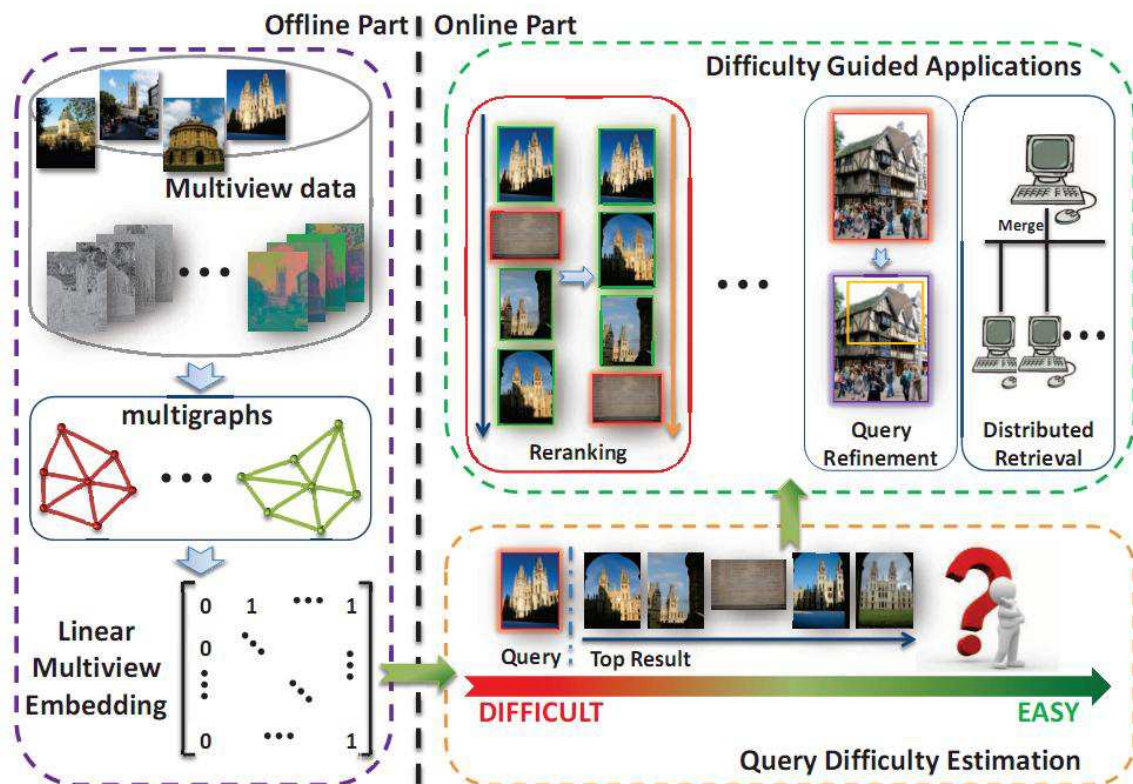 Offline Part
Online Part
Multiview data
multigraphs
Linear
Multiview
Embedding
0 1 ••• 1
0
0 ••• 1
Difficulty Guided Applications
Reranking
Query
Refinement
Merge
Distributed
Retrieval
Query
Top Result
?
DIFFICULT
EASY
Query Difficulty Estimation